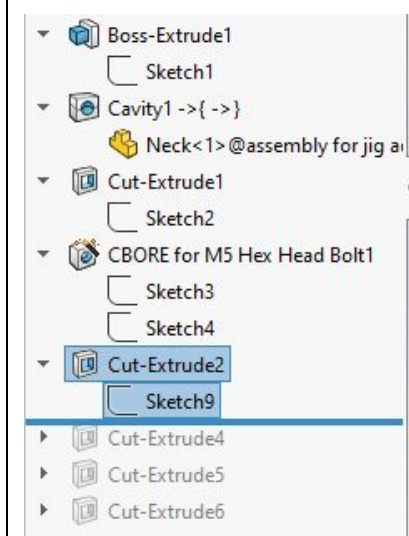 Boss-Extrude1
Sketch1
Cavity1 ->{ ->}
Neck<1>@assembly for jig
Cut-Extrude1
Sketch2
CBORE for M5 Hex Head Bolt1
Sketch3
Sketch4
Cut-Extrude2
Sketch9
Cut-Extrude4
Cut-Extrude5
Cut-Extrude6